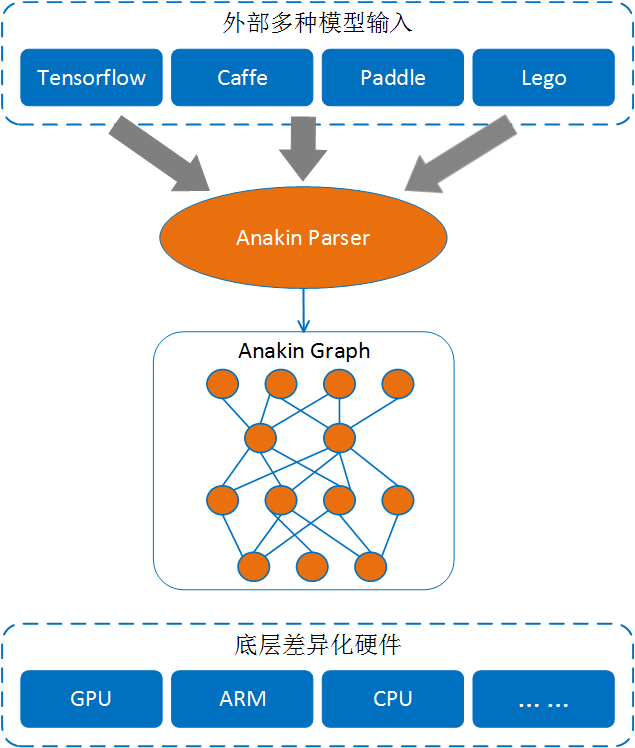 外部多种模型输入
Tensorflow
Caffe
Paddle
Lego
Anakin Parser
Anakin Graph
底层差异化硬件
GPU
ARM
CPU
... ...